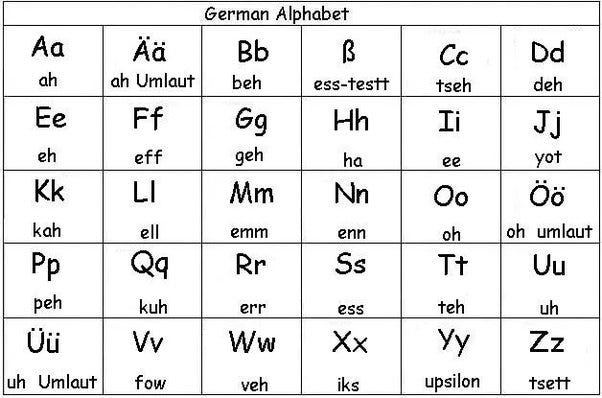 German Alphabet
Aa Ää Bb ß Cc Dd
ah ah Umlaut beh ess-testt tseh deh
Ee Ff Gg Hh Ii Jj
eh eff geh ha ee yot
Kk Ll Mm Nn Oo Öö
kah ell emm enn oh oh umlaut
Pp Qq Rr Ss Tt Uu
peh kuh err ess teh uh
Üü Vv Ww Xx Yy Zz
uh Umlaut fow veh iks upsilon tsett